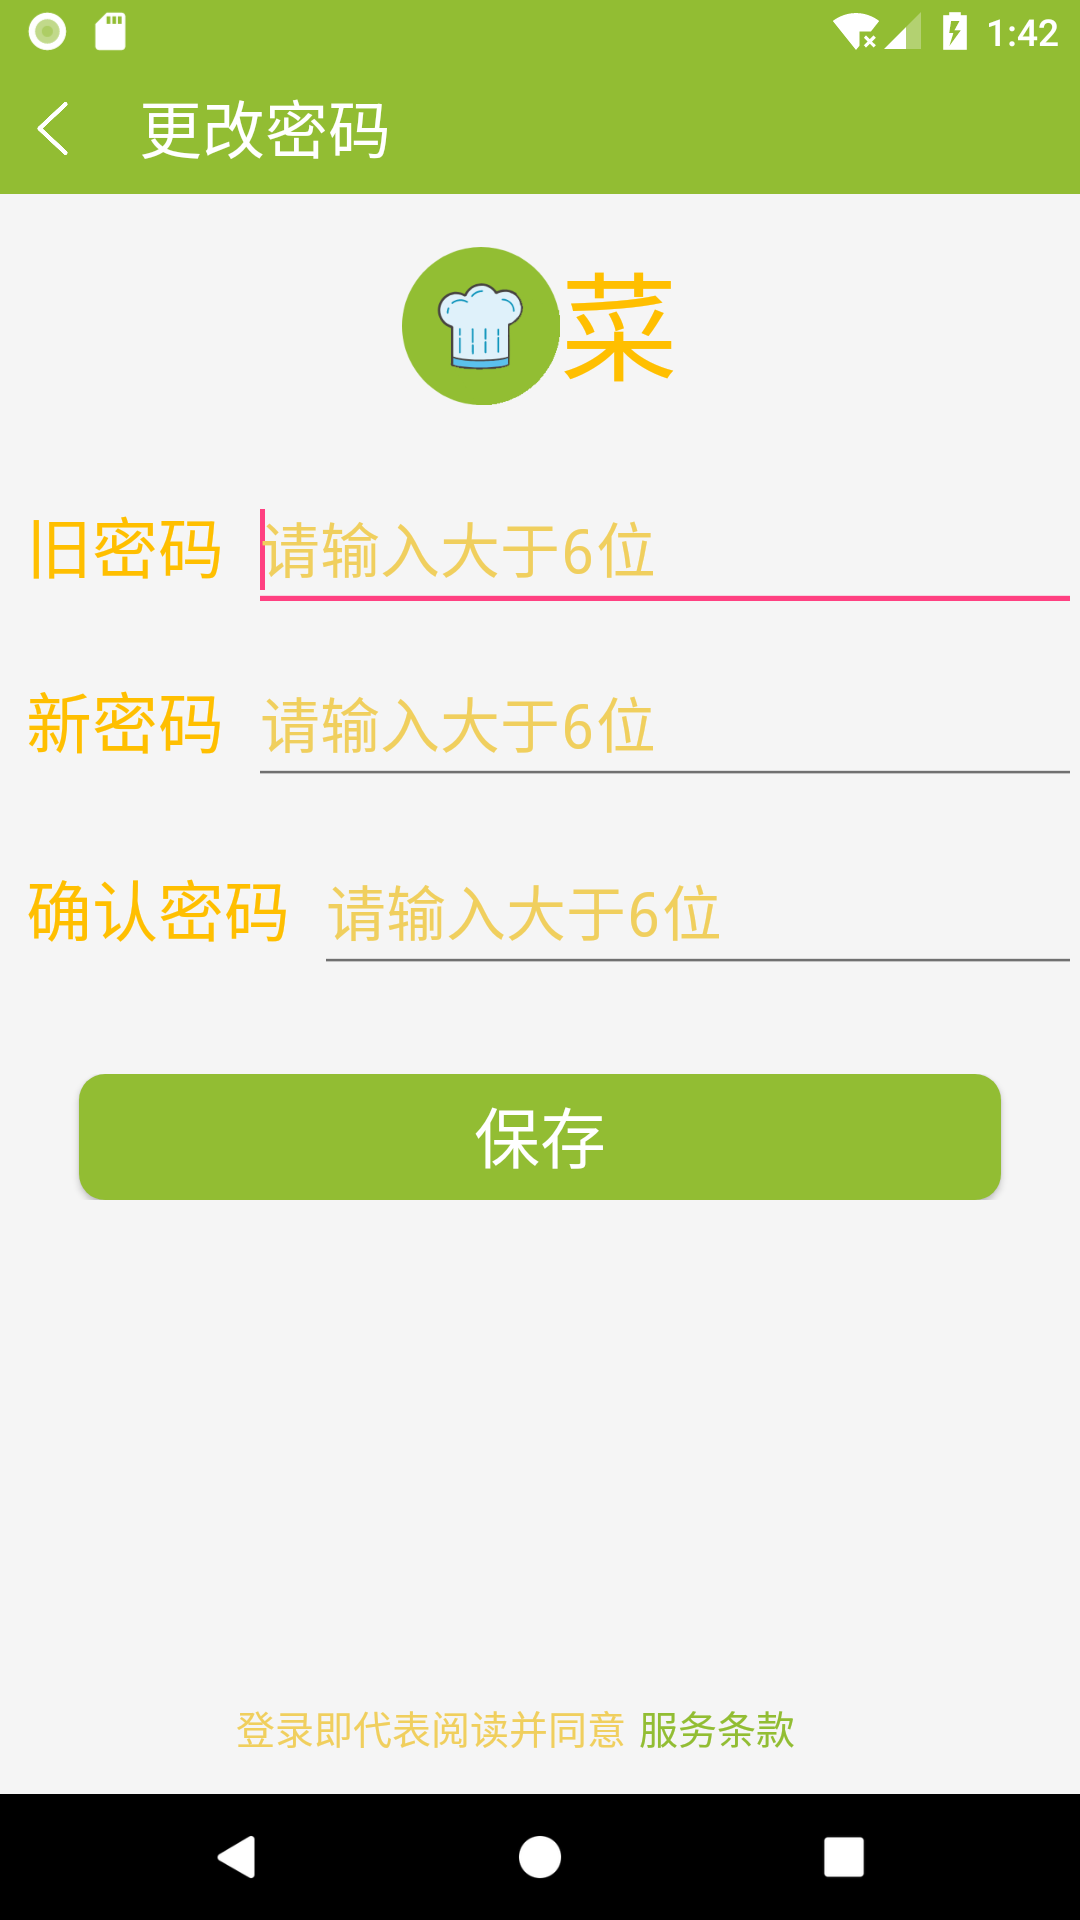 1:42
更改密码
菜
旧密码 请输入大于6位
新密码 请输入大于6位
确认密码 请输入大于6位
保存
登录即代表阅读并同意 服务条款